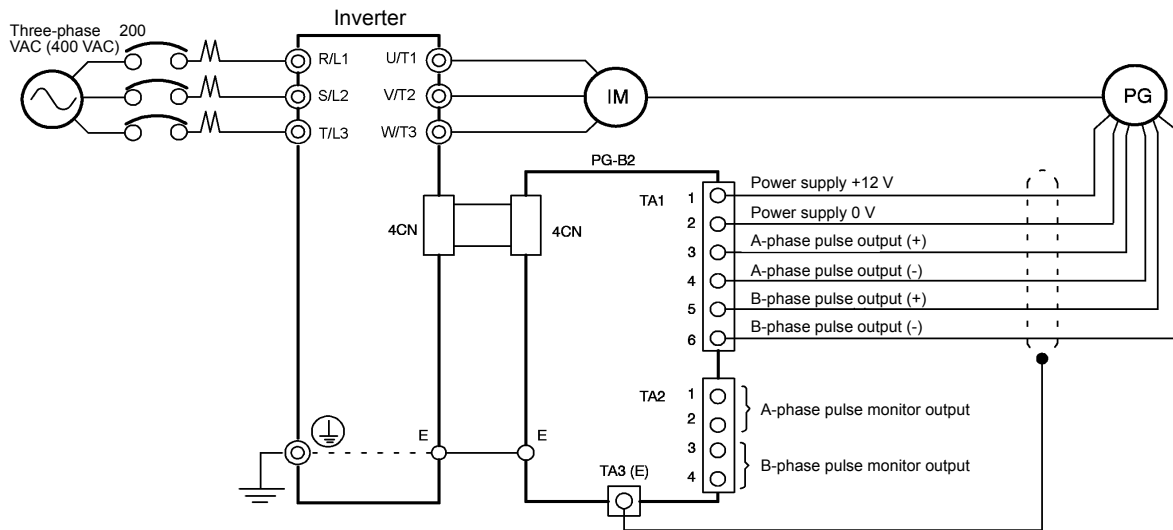 Inverter
Three-phase 200
VAC (400 VAC)
R/L1 U/T1
S/L2 V/T2
T/L3 W/T3
IM
PG
PG-B2
4CN 4CN
TA1
1 Power supply +12 V
2 Power supply 0 V
3 A-phase pulse output (+)
4 A-phase pulse output (-)
5 B-phase pulse output (+)
6 B-phase pulse output (-)
TA2
1
2
A-phase pulse monitor output
3
4
B-phase pulse monitor output
E E
TA3 (E)